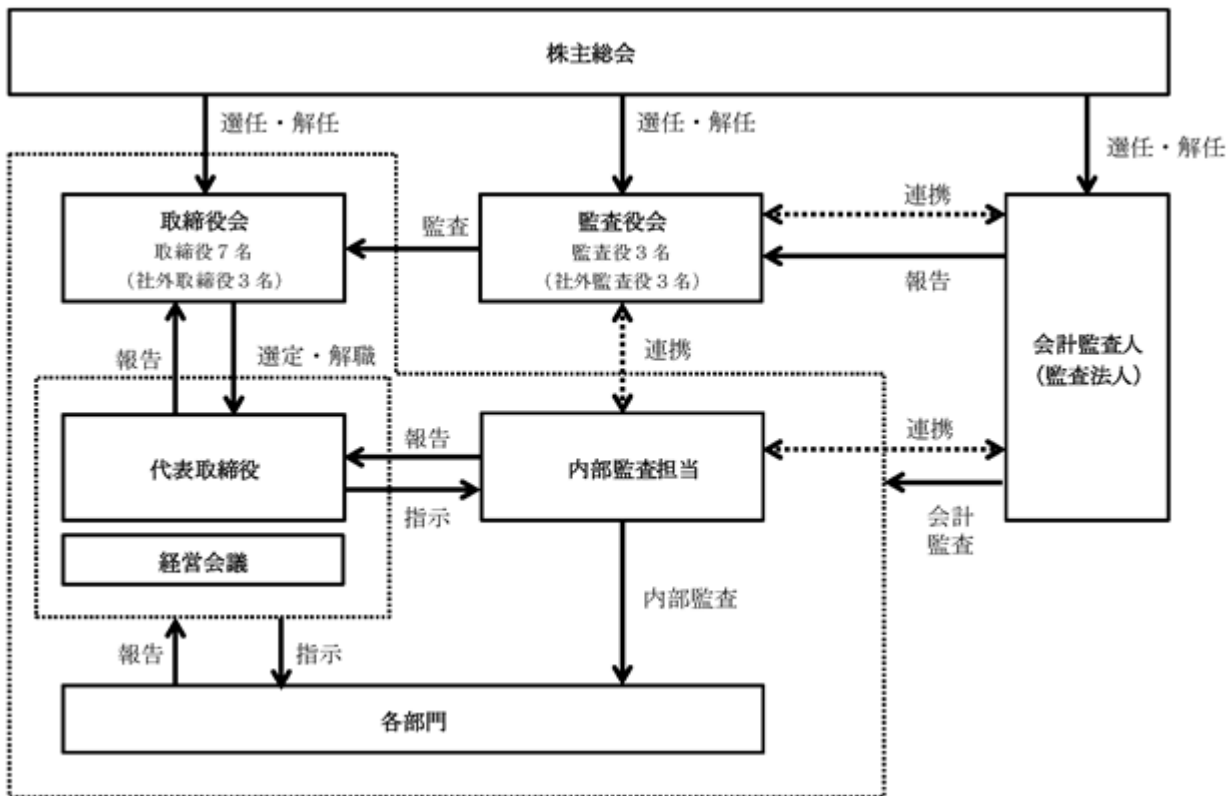 株主総会
選任・解任
選任・解任
選任・解任
取締役会
取締役7名
(社外取締役3名)
監査
監査役会
監査役3名
(社外監査役3名)
連携
報告
会計監査人
(監査法人)
報告
選定・解職
連携
代表取締役
報告
指示
内部監査担当
連携
会計
監査
経営会議
内部監査
報告
指示
各部門